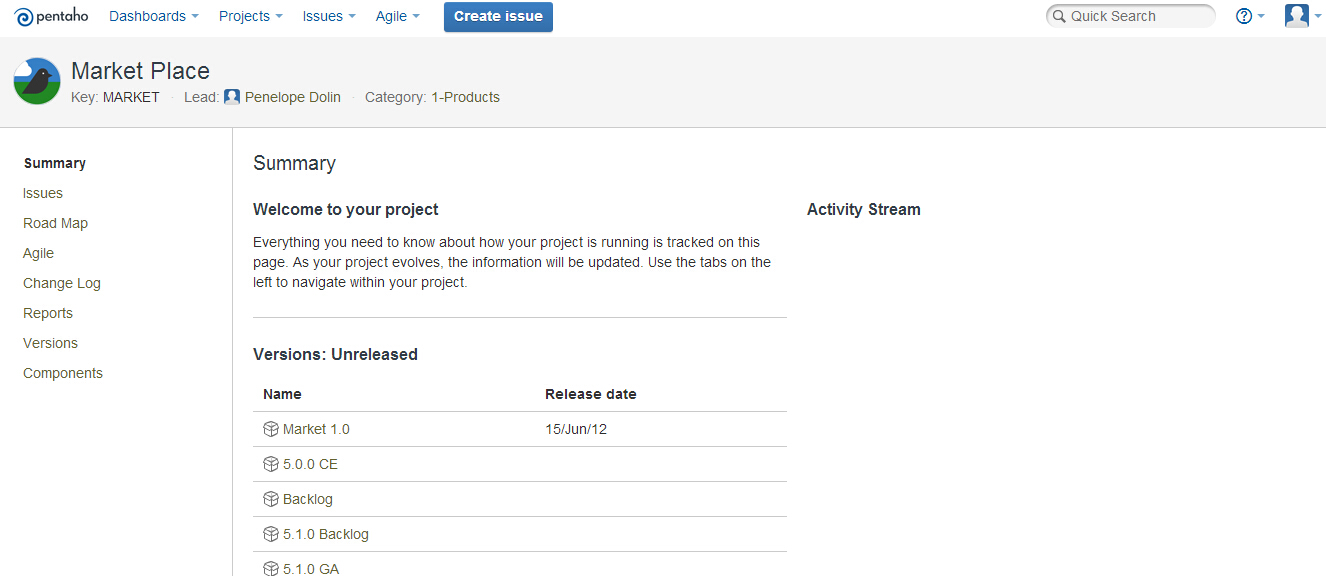 pentaho Dashboards Projects Issues Agile Create issue Quick Search ?
Market Place
Key: MARKET · Lead: Penelope Dolin · Category: 1-Products
Summary
Issues
Road Map
Agile
Change Log
Reports
Versions
Components
Summary
Welcome to your project
Everything you need to know about how your project is running is tracked on this
page. As your project evolves, the information will be updated. Use the tabs on the
left to navigate within your project.
Versions: Unreleased
Name Release date
Market 1.0 15/Jun/12
5.0.0 CE
Backlog
5.1.0 Backlog
5.1.0 GA
Activity Stream